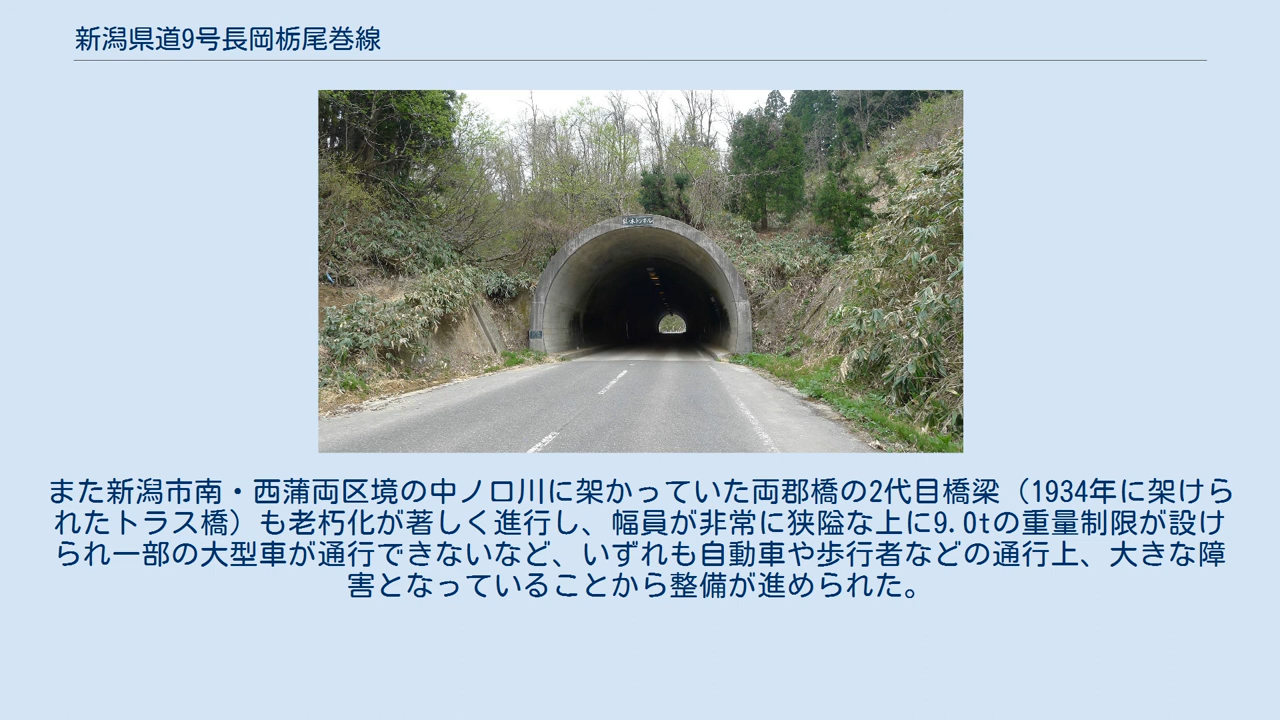 新潟県道9号長岡栃尾巻線
また新潟市南・西蒲両区境の中ノ口川に架かっていた両郡橋の2代目橋梁（1934年に架けら
れたトラス橋）も老朽化が著しく進行し、幅員が非常に狭隘な上に9.0tの重量制限が設け
られ一部の大型車が通行できないなど、いずれも自動車や歩行者などの通行上、大きな障
害となっていることから整備が進められた。